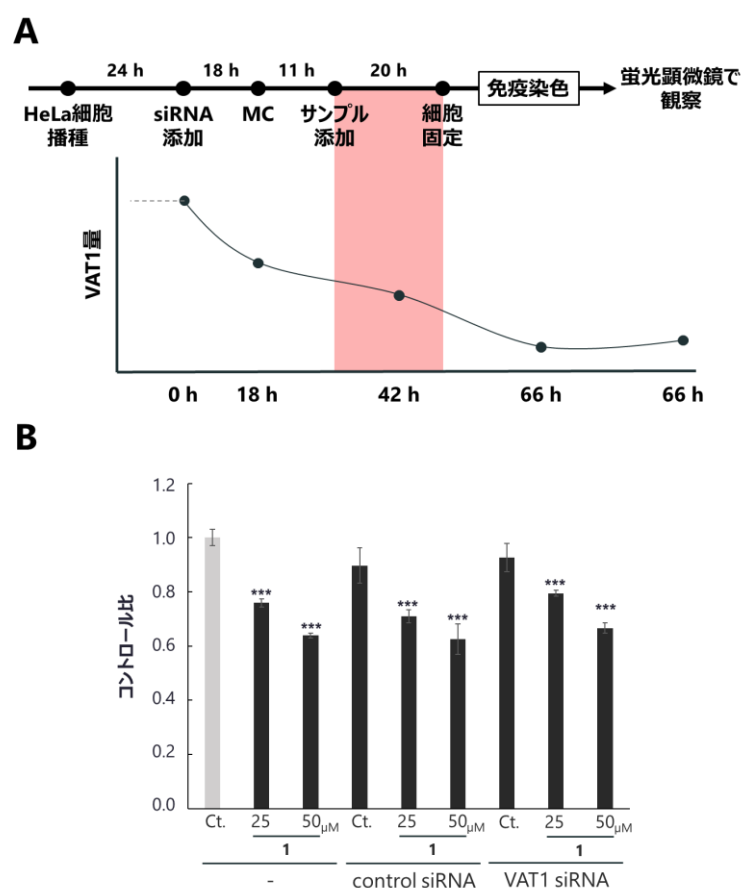 A
24 h
18 h
11 h
20 h
免疫染色
蛍光顕微鏡で
観察
HeLa細胞
播種
siRNA
添加
MC
サンプル
添加
細胞
固定
VAT1量
0 h
18 h
42 h
66 h
66 h
B
コントロール比
1.2
1.0
0.8
0.6
0.4
0.2
0.0
***
***
***
***
***
***
Ct.
25
50μM
Ct.
25
50μM
Ct.
25
50μM
1
1
1
-
control siRNA
VAT1 siRNA